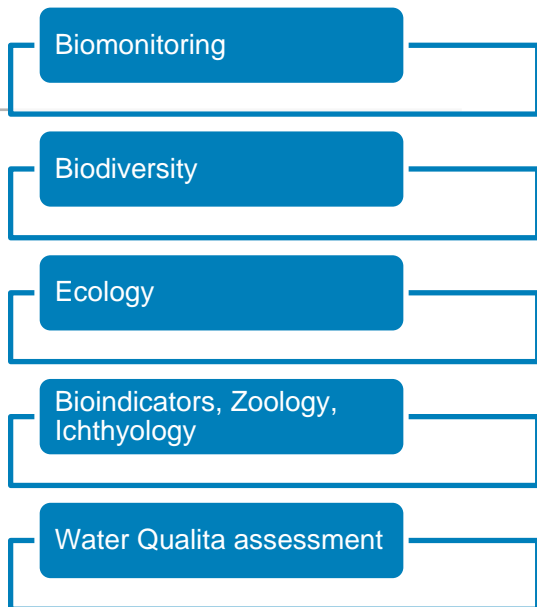 Biomonitoring
Biodiversity
Ecology
Bioindicators, Zoology,
Ichthyology
Water Qualita assessment